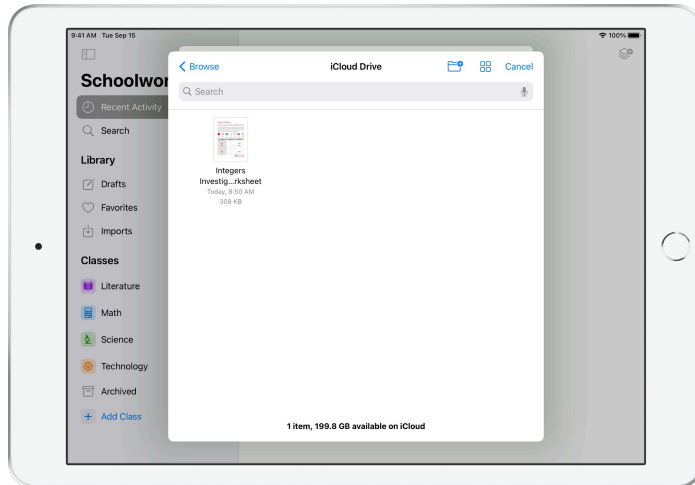 9:41 AM Tue Sep 15
100%
Schoolwor
Recent Activity
Search
Library
Drafts
Favorites
Imports
Classes
Literature
Math
Science
Technology
Archived
Add Class
Browse
iCloud Drive
Cancel
Search
Integers
Investig...rksheet
Today, 8:50 AM
308 KB
1 item, 199.8 GB available on iCloud